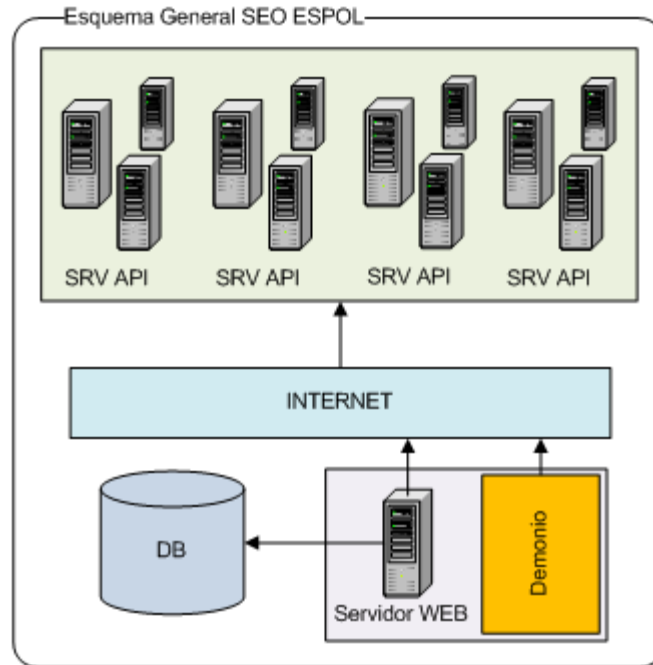 Esquema General SEO ESPOL
SRV API
SRV API
SRV API
SRV API
INTERNET
DB
Servidor WEB
Demonio